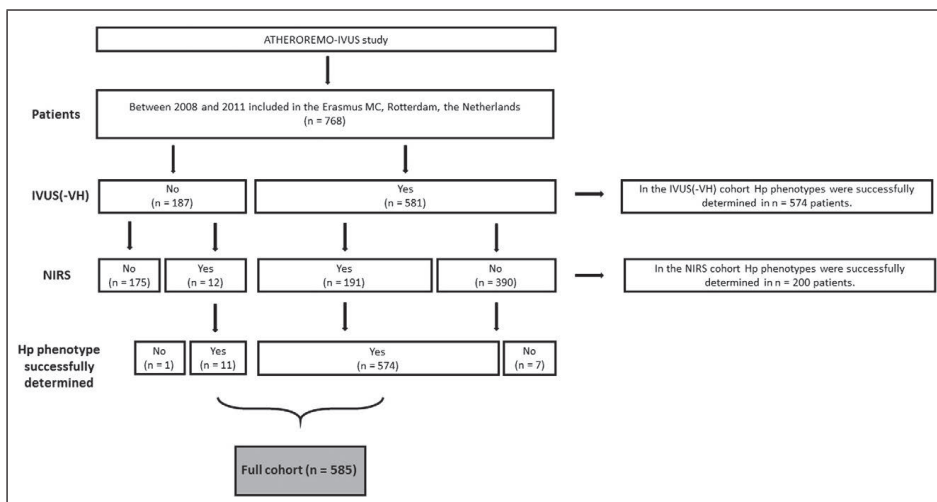 ATHEROREMO-IVUS study
Patients
Between 2008 and 2011 included in the Erasmus MC, Rotterdam, the Netherlands
(n = 768)
IVUS(-VH)
No
(n = 187)
Yes
(n = 581)
In the IVUS(-VH) cohort Hp phenotypes were successfully
determined in n = 574 patients.
NIRS
No
(n = 175)
Yes
(n = 12)
Yes
(n = 191)
No
(n = 390)
In the NIRS cohort Hp phenotypes were successfully
determined in n = 200 patients.
Hp phenotype
successfully
determined
No
(n = 1)
Yes
(n = 11)
Yes
(n = 574)
No
(n = 7)
Full cohort (n = 585)